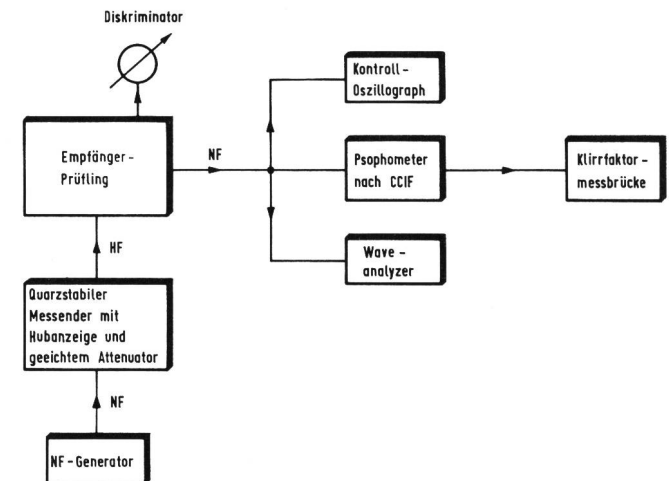 Diskriminator
Kontroll-
Oszillograph
Empfänger-
Prüfling
NF
Psophometer
nach CCIF
Klirrfaktor-
messbrücke
HF
Wave-
analyzer
Quarzstabiler
Messender mit
Hubanzeige und
geeichtem Attenuator
NF
NF-Generator